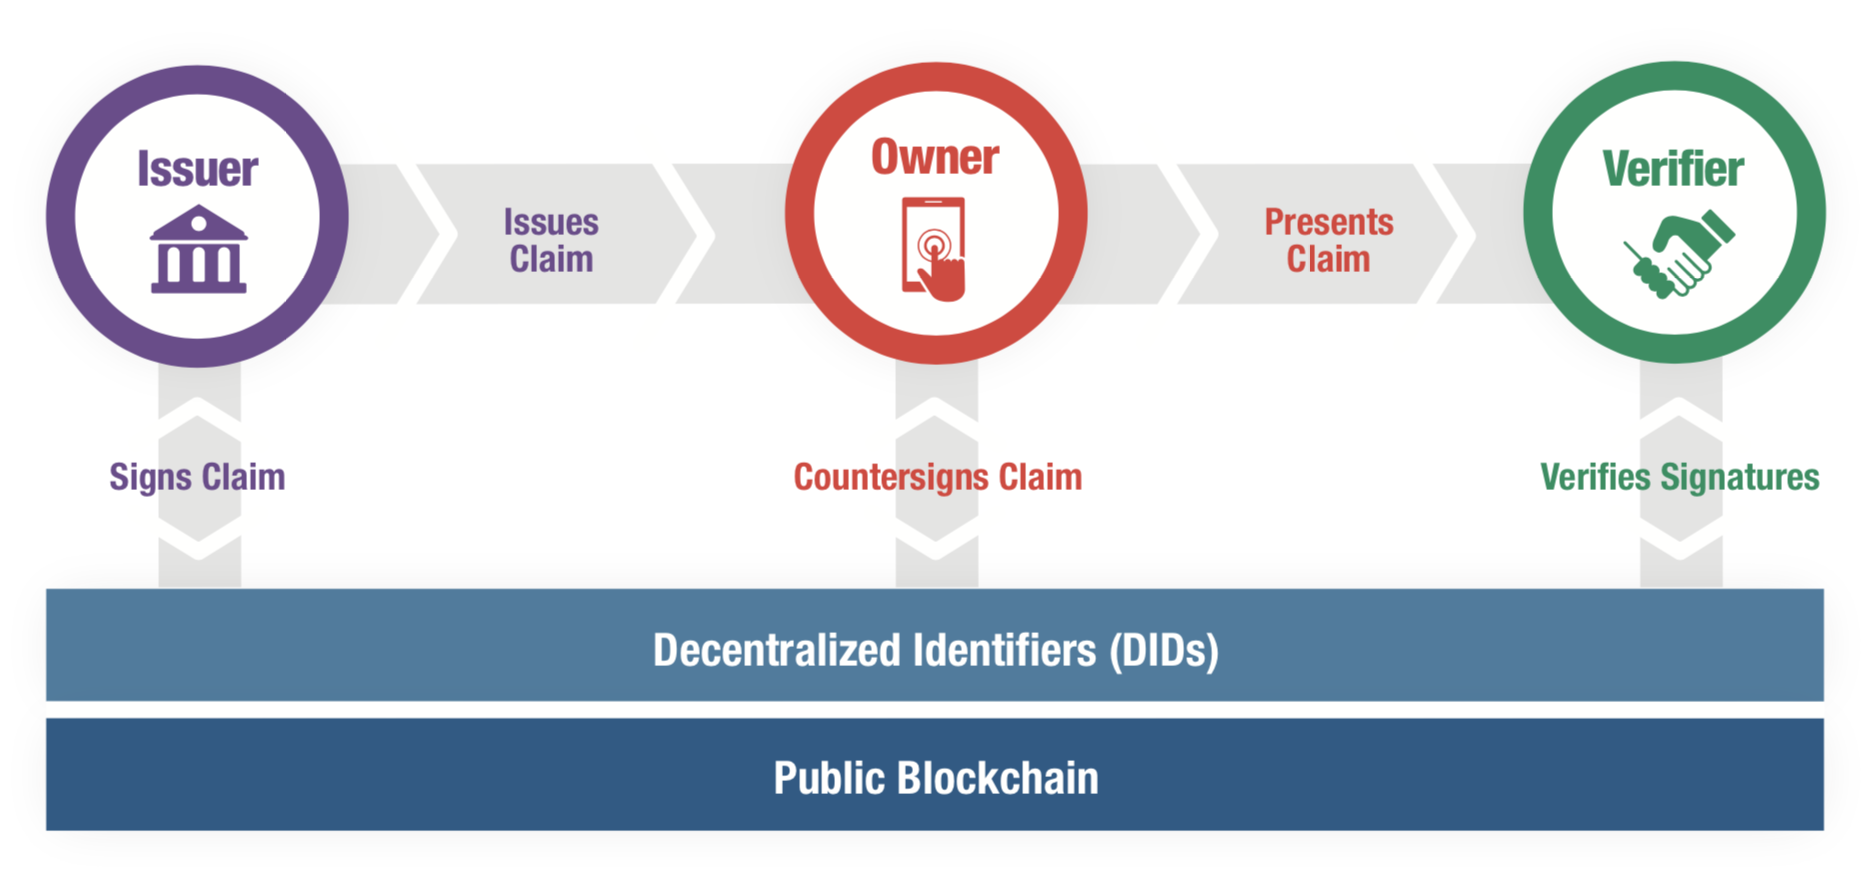 Issuer
Owner
Verifier
Issues
Claim
Presents
Claim
Signs Claim
Countersigns Claim
Verifies Signatures
Decentralized Identifiers (DIDs)
Public Blockchain